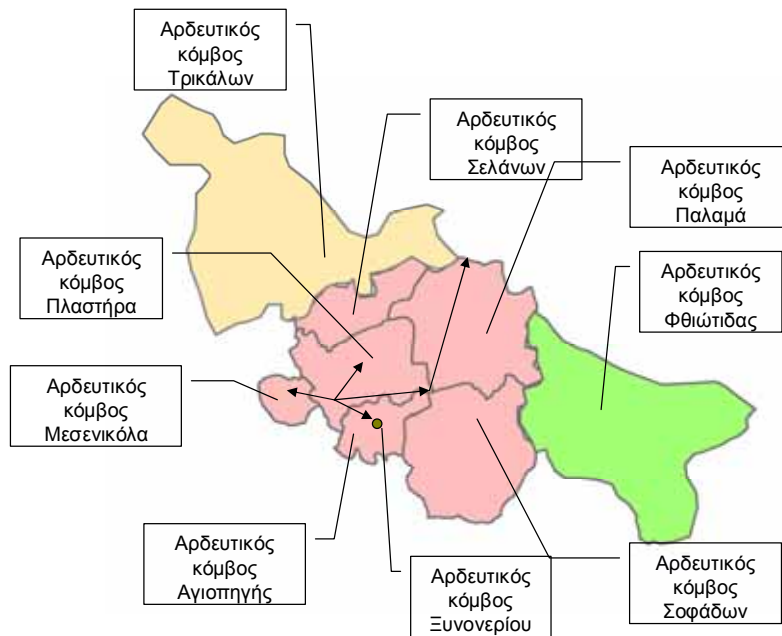 Αρδευτικός
κόμβος
Τρικάλων
Αρδευτικός
κόμβος
Σελάνων
Αρδευτικός
κόμβος
Παλαμά
Αρδευτικός
κόμβος
Πλαστήρα
Αρδευτικός
κόμβος
Φθιώτιδας
Αρδευτικός
κόμβος
Μεσενικόλα
Αρδευτικός
κόμβος
Αγιοπηγής
Αρδευτικός
κόμβος
Ξυνονερίου
Αρδευτικός
κόμβος
Σοφάδων